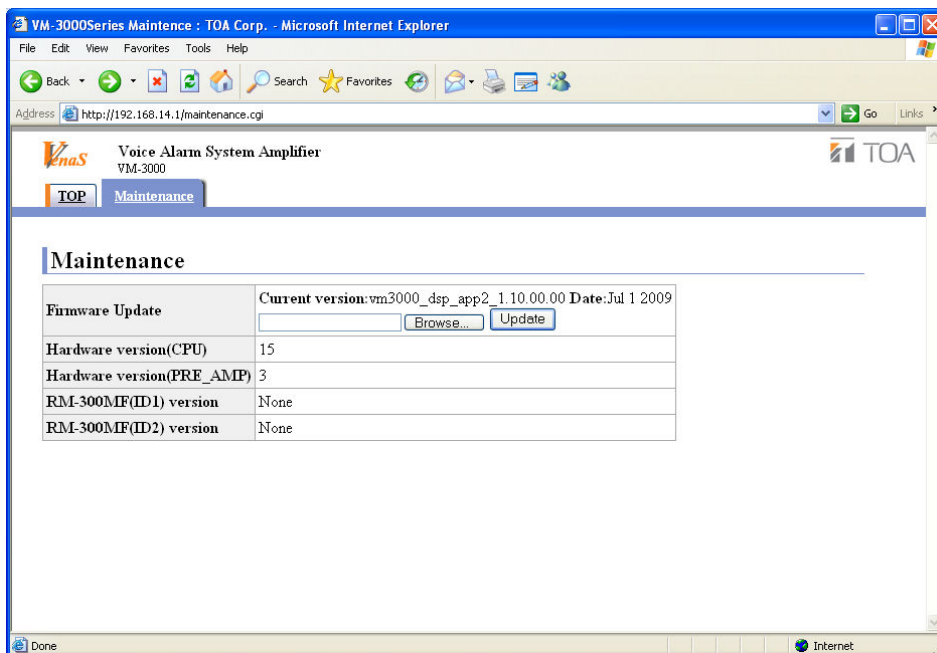 VM-3000Series Maintence : TOA Corp. - Microsoft Internet Explorer
File Edit View Favorites Tools Help
Back Search Favorites
Address http://192.168.14.1/maintenance.cgi Go Links
VenaS Voice Alarm System Amplifier TOA
VM-3000
TOP Maintenance
Maintenance
Firmware Update Current version:vm3000_dsp_app2_1.10.00.00 Date:Jul 1 2009
Browse... Update
Hardware version(CPU) 15
Hardware version(PRE_AMP) 3
RM-300MF(ID1) version None
RM-300MF(ID2) version None
Done Internet